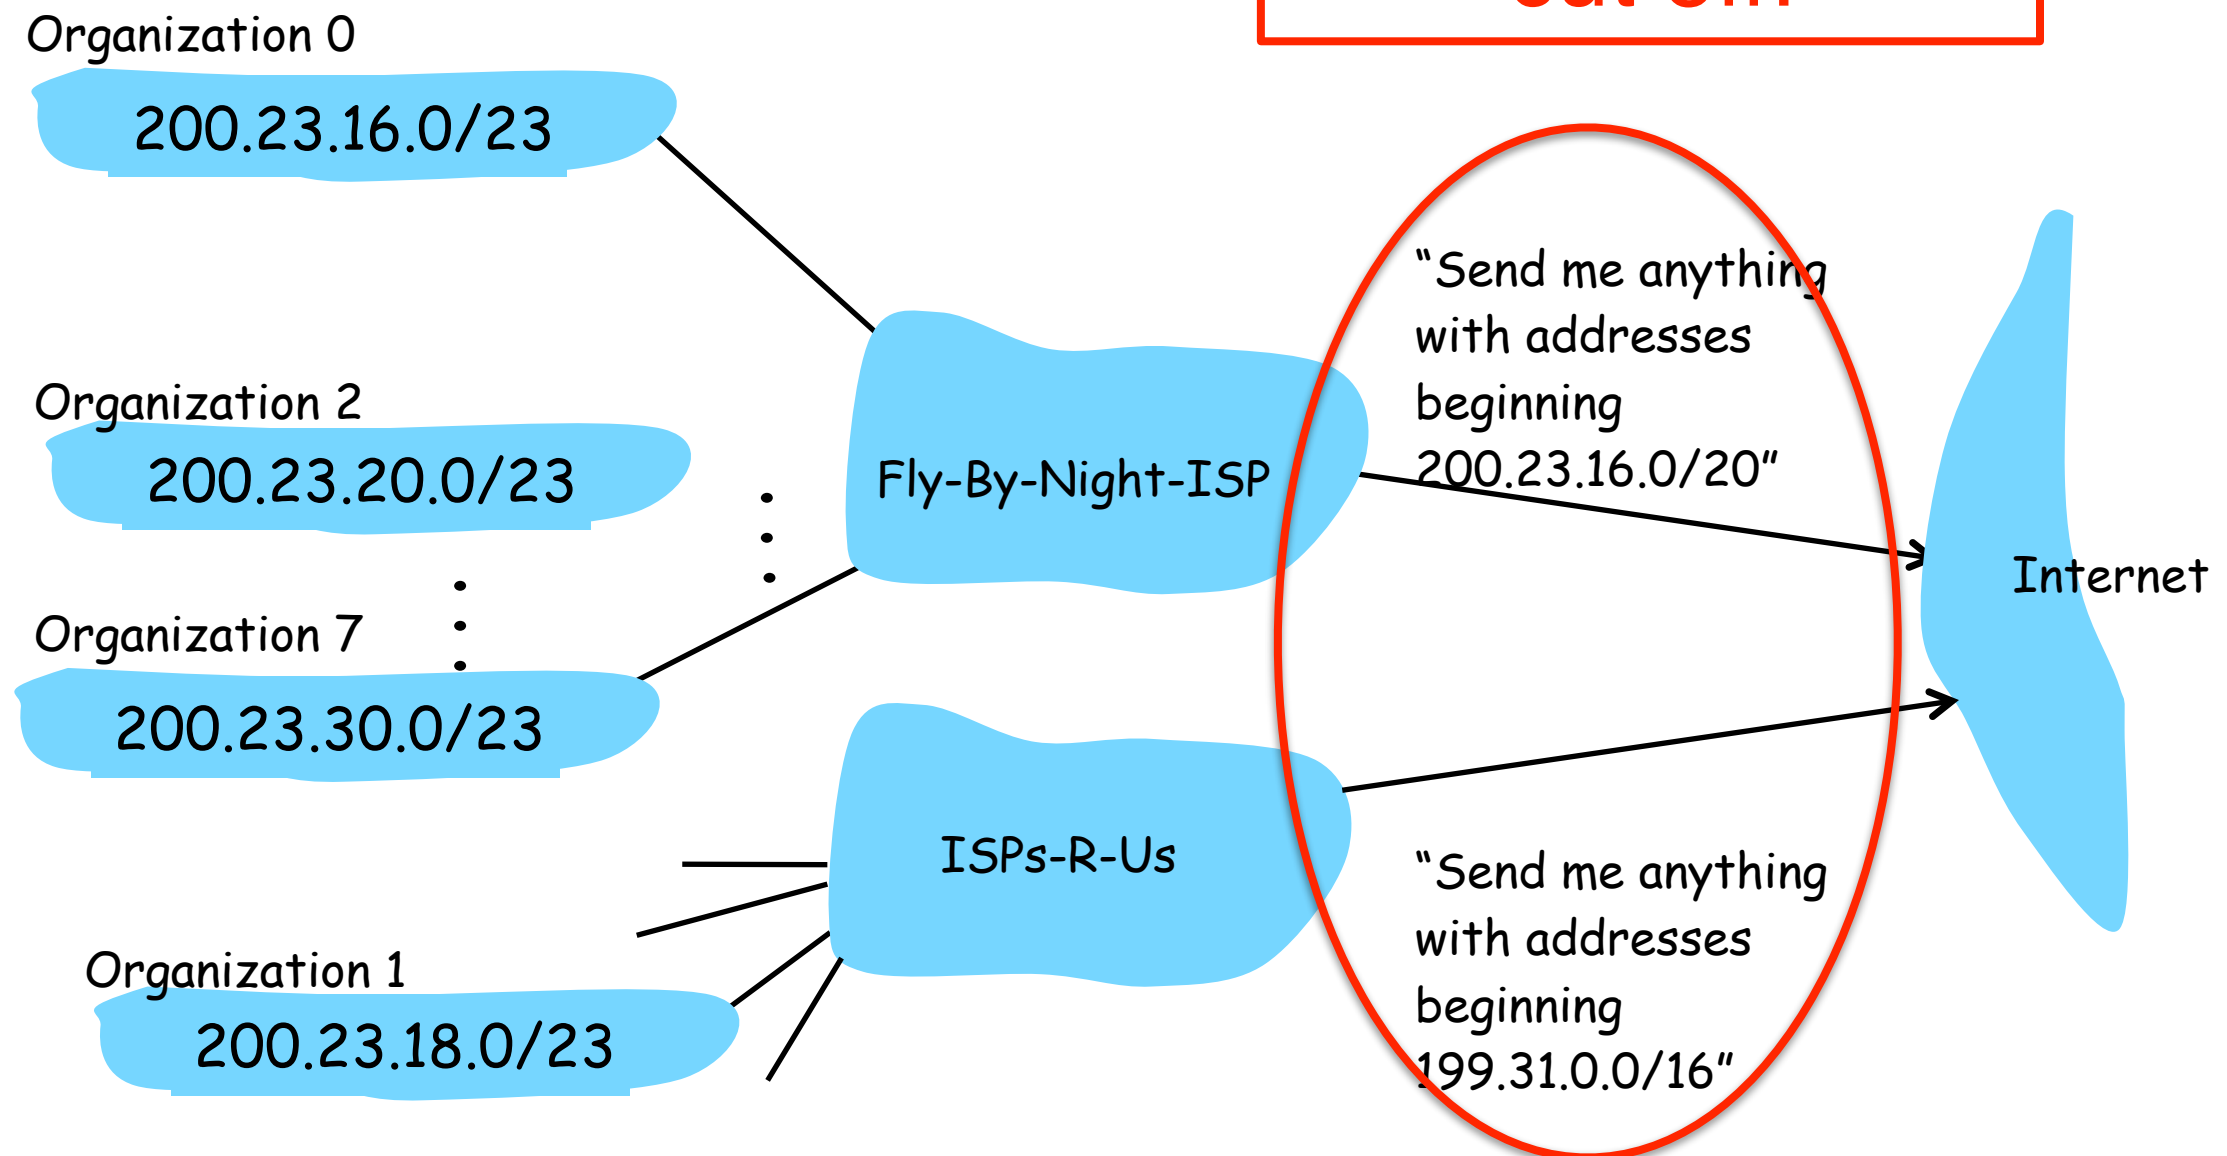 Organization 0
200.23.16.0/23
Organization 2
200.23.20.0/23
Organization 7
200.23.30.0/23
Fly-By-Night-ISP
“Send me anything
with addresses
beginning
200.23.16.0/20”
Internet
ISPs-R-Us
Organization 1
200.23.18.0/23
“Send me anything
with addresses
beginning
199.31.0.0/16”